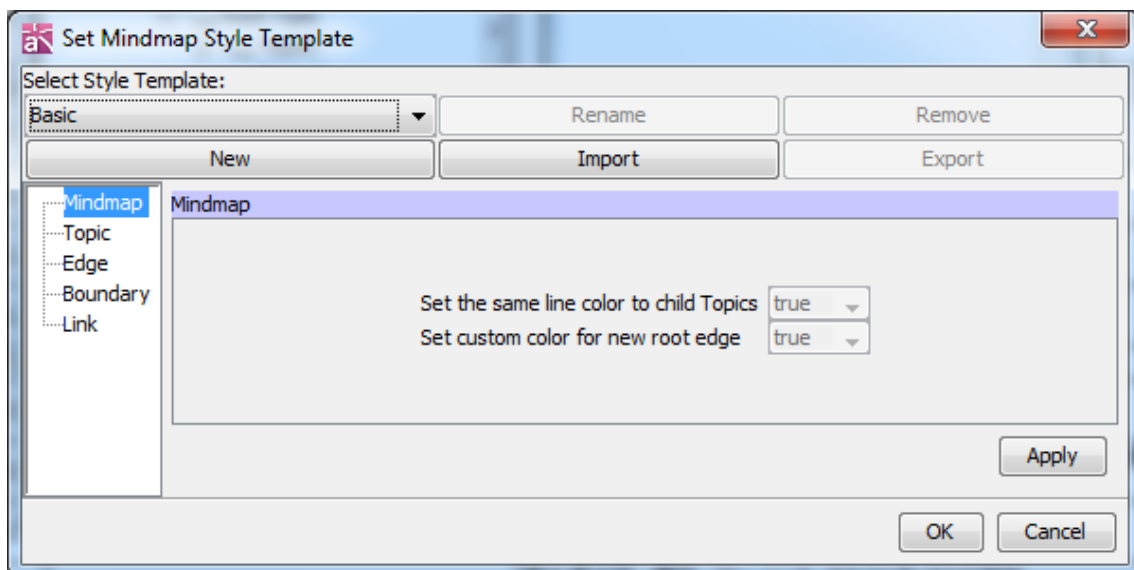 Set Mindmap Style Template
Select Style Template:
Basic Rename Remove
New Import Export
Mindmap Mindmap
Topic
Edge
Boundary
Link
Set the same line color to child Topics true
Set custom color for new root edge true
Apply
OK Cancel